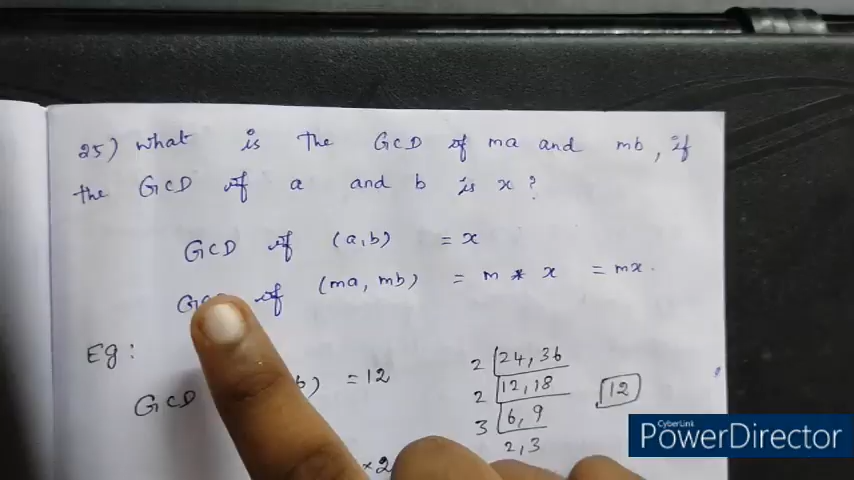 25) What is the GCD of ma and mb, if
the GCD of a and b is x?
GCD of (a,b) = x
of (ma, mb) = m * x = mx.
Eg:
GCD b) = 12
2 24, 36
2 12, 18
3 6, 9
2, 3
12
×2
CyberLink
PowerDirector